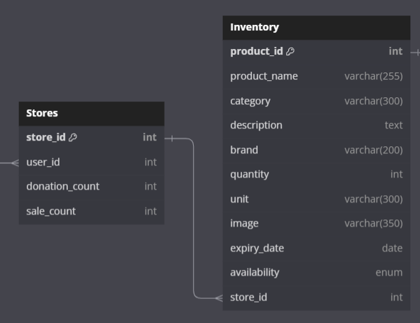 Stores
store_id int
user_id int
donation_count int
sale_count int
Inventory
product_id int
product_name varchar(255)
category varchar(300)
description text
brand varchar(200)
quantity int
unit varchar(300)
image varchar(350)
expiry_date date
availability enum
store_id int